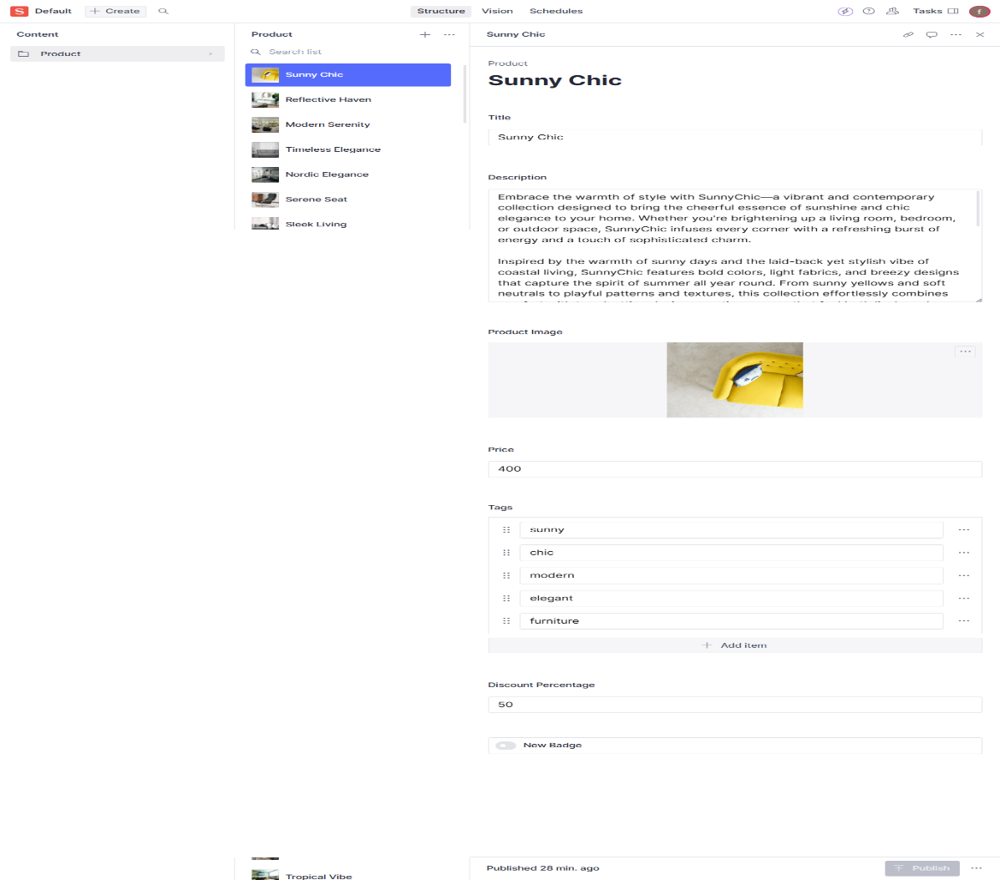 S Default Create Structure Vision Schedules Tasks f
Content
Product
Product
Search list
Sunny Chic
Reflective Haven
Modern Serenity
Timeless Elegance
Nordic Elegance
Serene Seat
Sleek Living
Tropical Vibe
Sunny Chic
Product
Sunny Chic
Title
Sunny Chic
Description
Embrace the warmth of style with SunnyChic—a vibrant and contemporary
collection designed to bring the cheerful essence of sunshine and chic
elegance to your home. Whether you're brightening up a living room, bedroom,
or outdoor space, SunnyChic infuses every corner with a refreshing burst of
energy and a touch of sophisticated charm.
Inspired by the warmth of sunny days and the laid-back yet stylish vibe of
coastal living, SunnyChic features bold colors, light fabrics, and breezy designs
that capture the spirit of summer all year round. From sunny yellows and soft
neutrals to playful patterns and textures, this collection effortlessly combines
Product Image
Price
400
Tags
sunny
chic
modern
elegant
furniture
Add item
Discount Percentage
50
New Badge
Published 28 min. ago
Publish